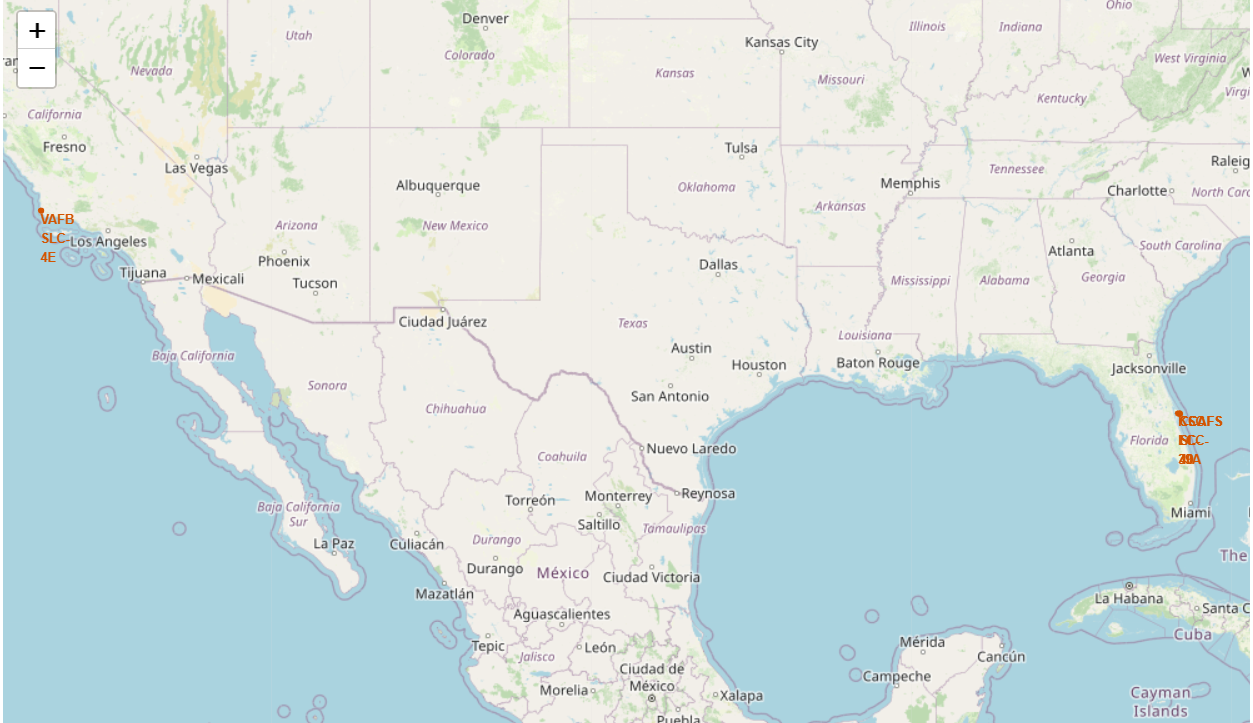 +
−
Denver
Utah
Colorado
Nevada
California
Fresno
Las Vegas
Kansas City
Kansas
Missouri
Illinois
Indiana
Ohio
West Virginia
Kentucky
Tulsa
Oklahoma
Albuquerque
New Mexico
Arizona
Phoenix
Tucson
Memphis
Tennessee
Arkansas
Charlotte
North Car
South Carolina
Atlanta
Georgia
Alabama
Mississippi
VAFB
SLC-
4E
Los Angeles
Tijuana
Mexicali
Dallas
Texas
Ciudad Juárez
Austin
Houston
San Antonio
Louisiana
Baton Rouge
Jacksonville
Florida
Miami
Baja California
Sonora
Chihuahua
Coahuila
Nuevo Laredo
Reynosa
Monterrey
Saltillo
Tamaulipas
Torreón
Durango
Durango
Culiacán
Baja California
Sur
La Paz
Mazatlán
México
Ciudad Victoria
Aguascalientes
Tepic
Jalisco
León
Ciudad de
México
Morelia
Xalapa
Puebla
Mérida
Campeche
Cancún
La Habana
Santa C
Cuba
The
Cayman
Islands